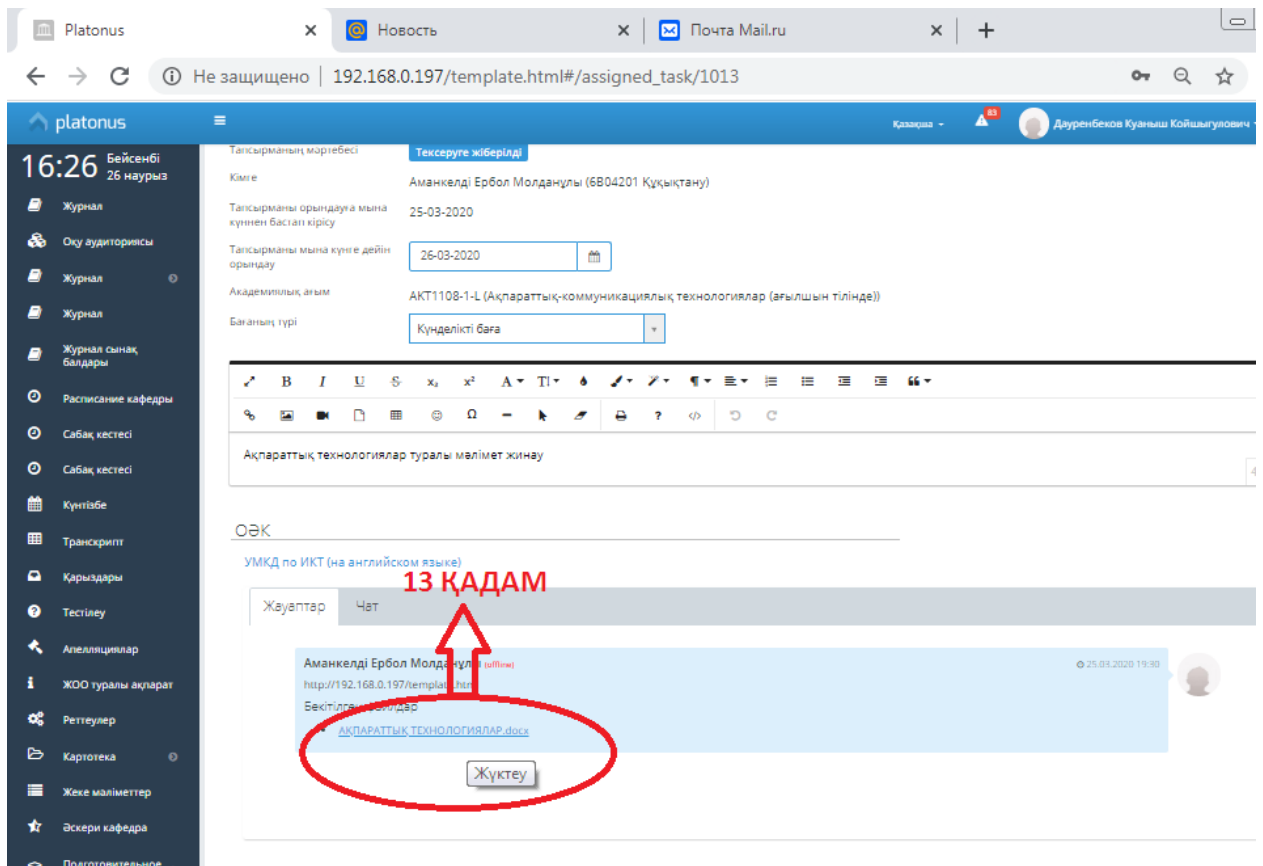 Platonus
Новость
Почта Mail.ru
Не защищено | 192.168.0.197/template.html#/assigned_task/1013
platonus
Қазақша
83
Дауренбеков Куаныш Койшыгулович
16:26 Бейсенбі
26 наурыз
Журнал
Оқу аудиториясы
Журнал
Журнал
Журнал сынақ
балдары
Расписание кафедры
Сабақ кестесі
Сабақ кестесі
Күнтізбе
Транскрипт
Қарыздары
Тестілеу
Апелляциялар
ЖОО туралы ақпарат
Реттеулер
Картотека
Жеке мәліметтер
Әскери кафедра
Подготовительное
Тапсырманың мәртебесі
Тексеруге жіберілді
Кімге
Аманкелді Ербол Молданұлы (6B04201 Құқықтану)
Тапсырманы орындауға мына
күннен бастап кірісу
25-03-2020
Тапсырманы мына күнге дейін
орындау
26-03-2020
Академиялық ағым
AKT1108-1-L (Ақпараттық-коммуникациялық технологиялар (ағылшын тілінде))
Бағаның түрі
Күнделікті баға
Ақпараттық технологиялар туралы мәлімет жинау
4
ОӘК
УМКД по ИКТ (на английском языке)
13 ҚАДАМ
Жауаптар Чат
Аманкелді Ербол Молданұлы (offline)
25.03.2020 19:30
http://192.168.0.197/template.htm
АҚПАРАТТЫҚ ТЕХНОЛОГИЯЛАР.docx
Жүктеу